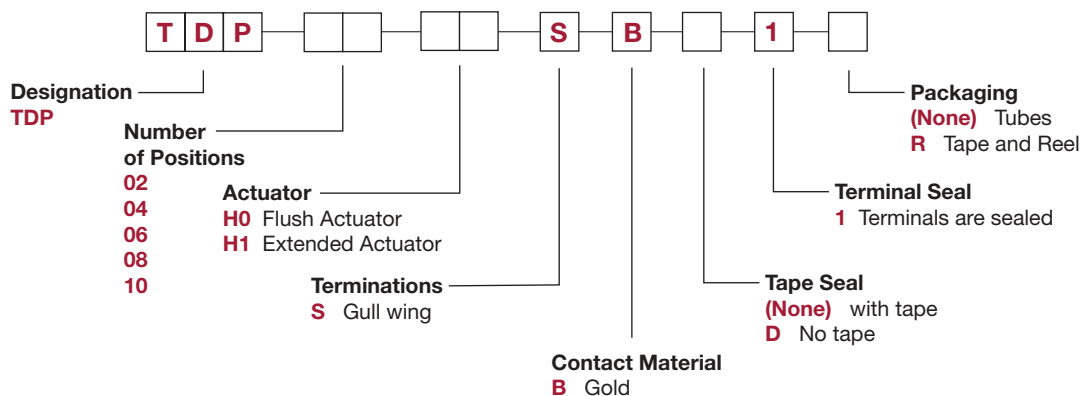 T D P S B 1
Designation
TDP
Number
of Positions
02
04
06
08
10
Actuator
H0 Flush Actuator
H1 Extended Actuator
Terminations
S Gull wing
Contact Material
B Gold
Tape Seal
(None) with tape
D No tape
Terminal Seal
1 Terminals are sealed
Packaging
(None) Tubes
R Tape and Reel